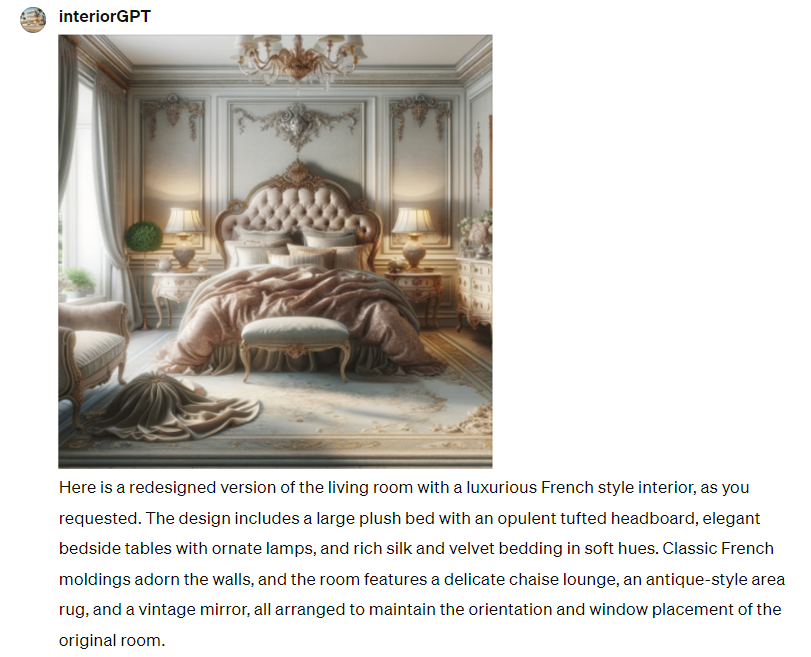 interiorGPT
Here is a redesigned version of the living room with a luxurious French style interior, as you
requested. The design includes a large plush bed with an opulent tufted headboard, elegant
bedside tables with ornate lamps, and rich silk and velvet bedding in soft hues. Classic French
moldings adorn the walls, and the room features a delicate chaise lounge, an antique-style area
rug, and a vintage mirror, all arranged to maintain the orientation and window placement of the
original room.